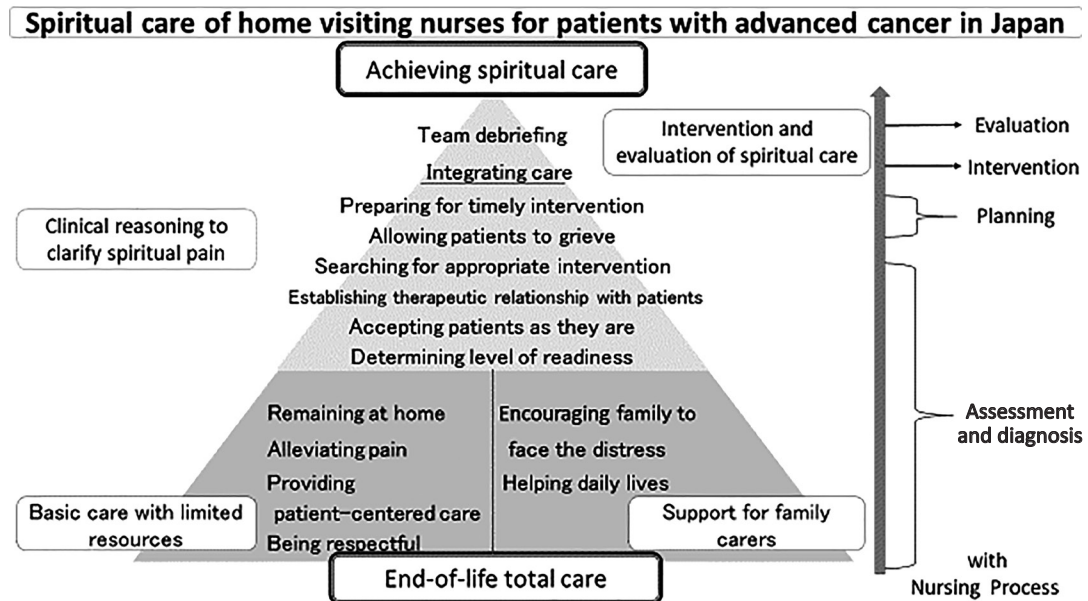 Spiritual care of home visiting nurses for patients with advanced cancer in Japan
Achieving spiritual care
Team debriefing
Integrating care
Preparing for timely intervention
Allowing patients to grieve
Searching for appropriate intervention
Establishing therapeutic relationship with patients
Accepting patients as they are
Determining level of readiness
Intervention and
evaluation of spiritual care
Clinical reasoning to
clarify spiritual pain
Remaining at home
Alleviating pain
Providing
patient-centered care
Being respectful
Encouraging family to
face the distress
Helping daily lives
Basic care with limited
resources
Support for family
carers
End-of-life total care
Evaluation
Intervention
Planning
Assessment
and diagnosis
with
Nursing Process